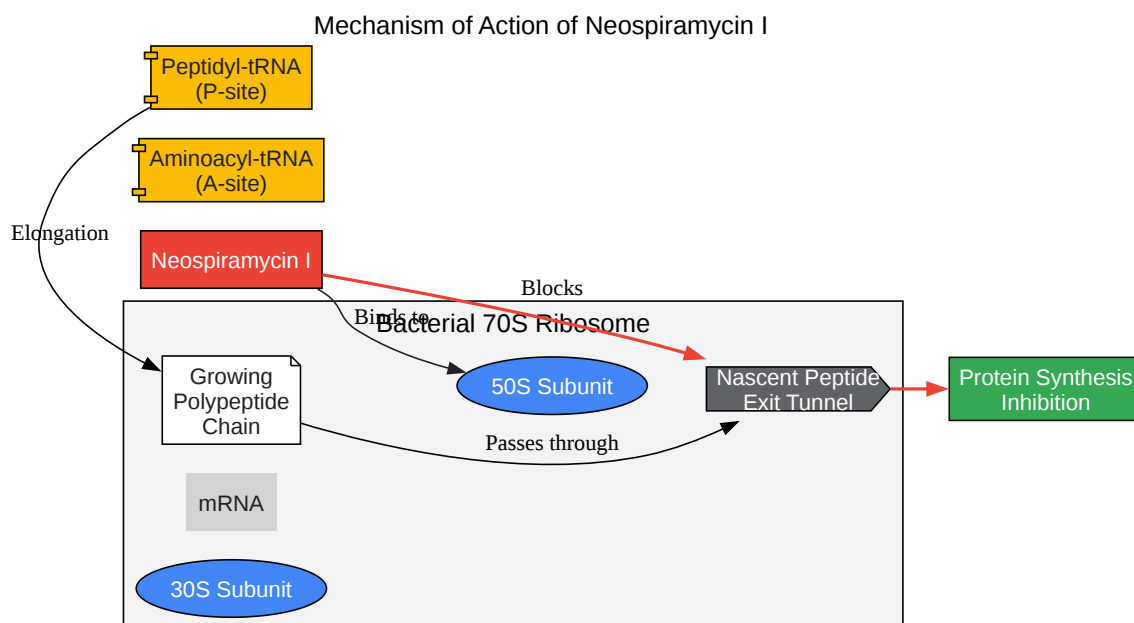 Mechanism of Action of Neospiramycin I
Peptidyl-tRNA
(P-site)
Aminoacyl-tRNA
(A-site)
Elongation
Neospiramycin I
Blocks
Binds to
Bacterial 70S Ribosome
Growing
Polypeptide
Chain
50S Subunit
Nascent Peptide
Exit Tunnel
Protein Synthesis
Inhibition
Passes through
mRNA
30S Subunit